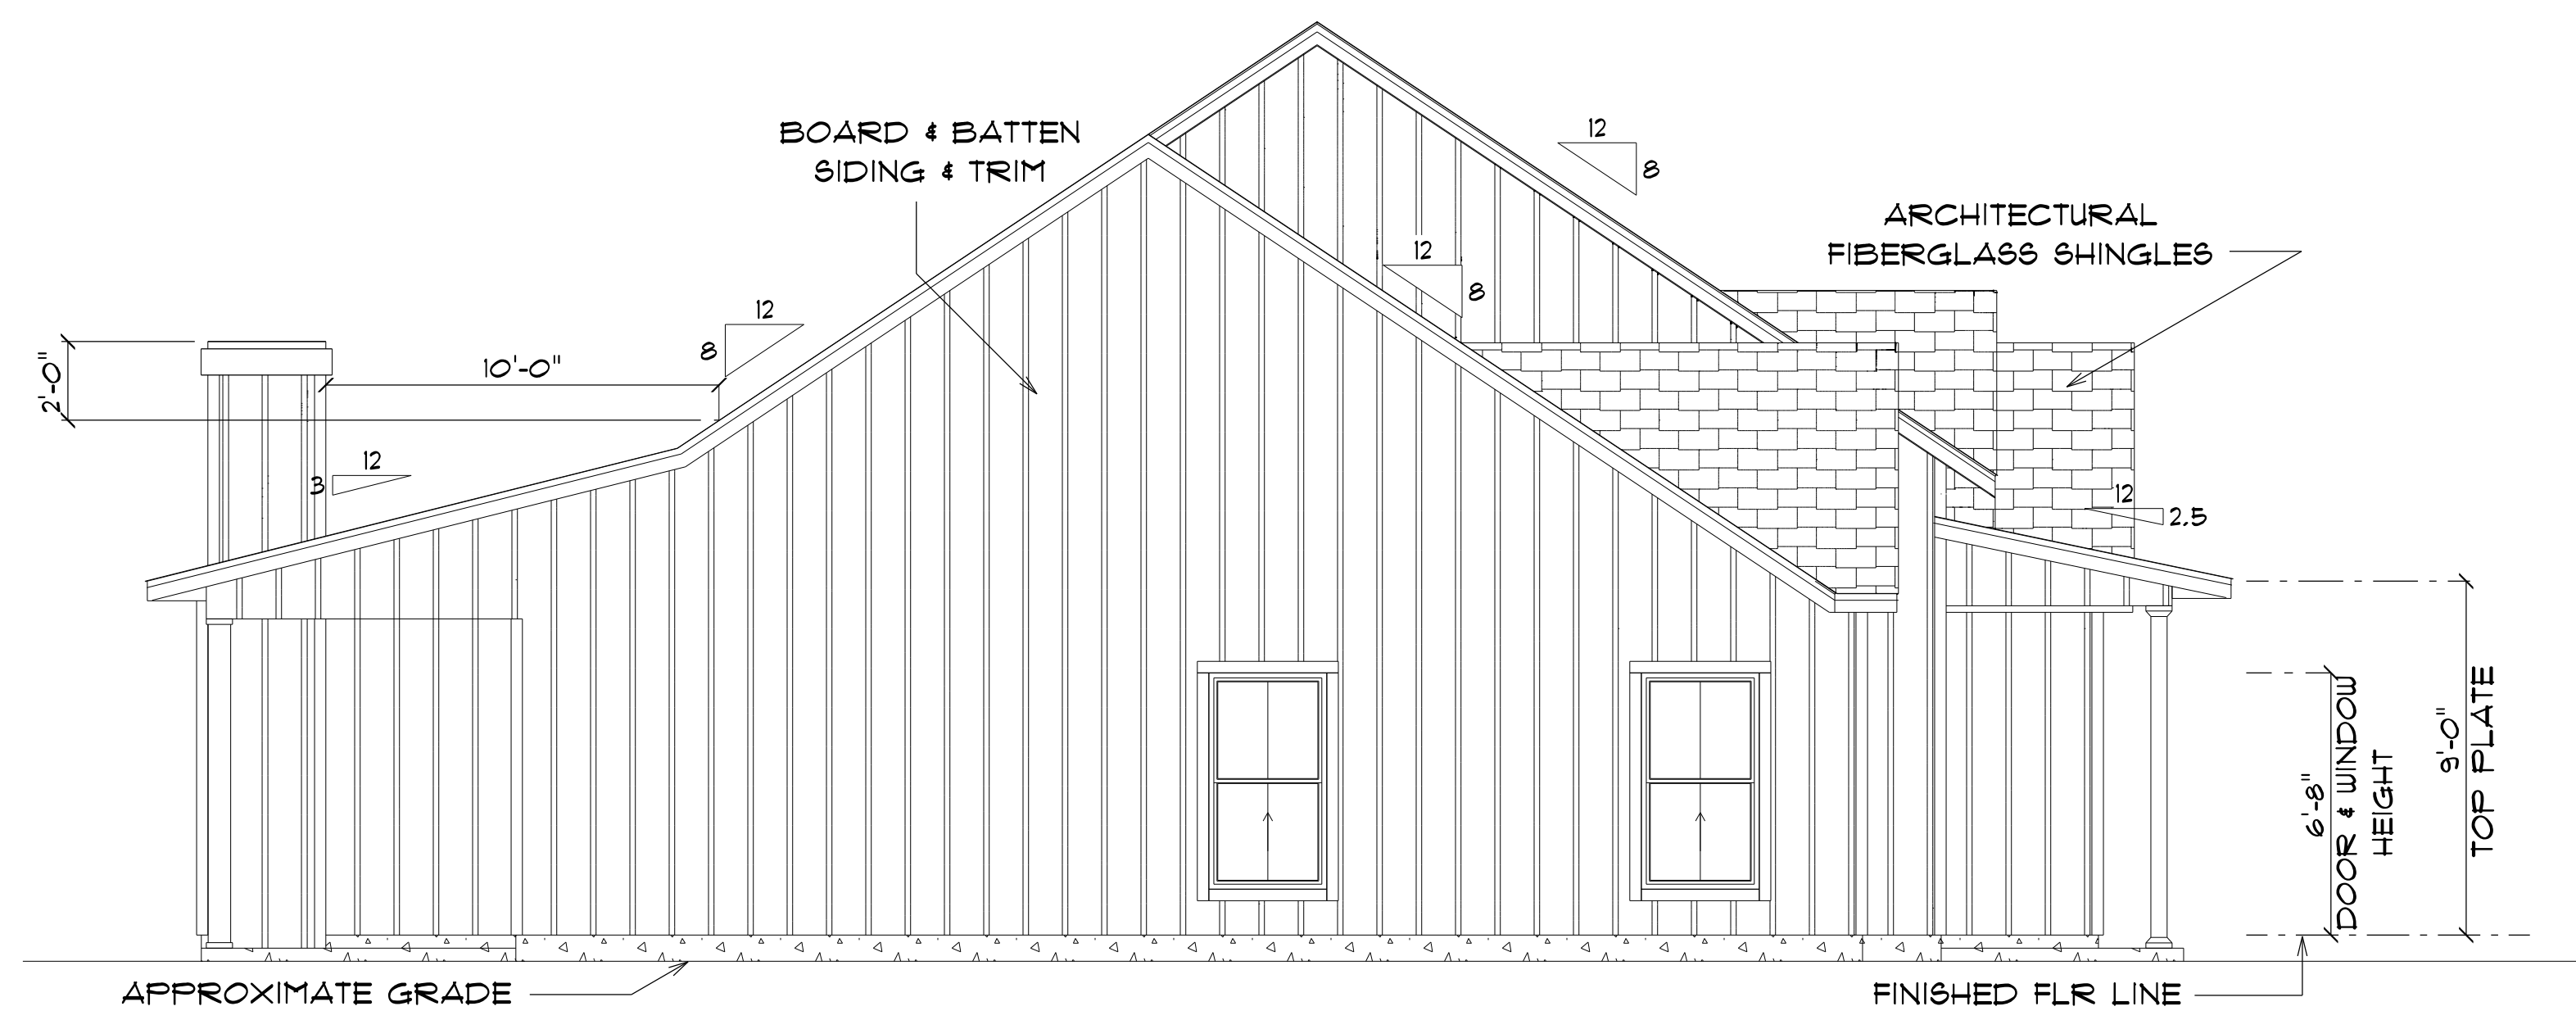 BOARD & BATTEN
SIDING & TRIM
12
8
ARCHITECTURAL
FIBERGLASS SHINGLES
12
8
12
8
2'-0"
10'-0"
12
3
12
2.5
6'-8"
DOOR & WINDOW
HEIGHT
9'-0"
TOP PLATE
APPROXIMATE GRADE
FINISHED FLR LINE